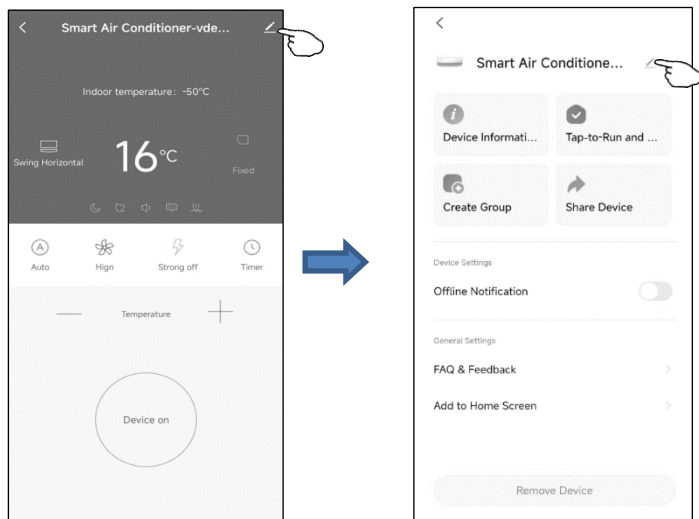 Smart Air Conditioner-vde...
Indoor temperature: -50°C
Swing Horizontal
16°C
Fixed
A
Auto
Hign
Strong off
Timer
Temperature
Device on
Smart Air Conditione...
Device Informati...
Tap-to-Run and ...
Create Group
Share Device
Device Settings
Offline Notification
General Settings
FAQ & Feedback
Add to Home Screen
Remove Device